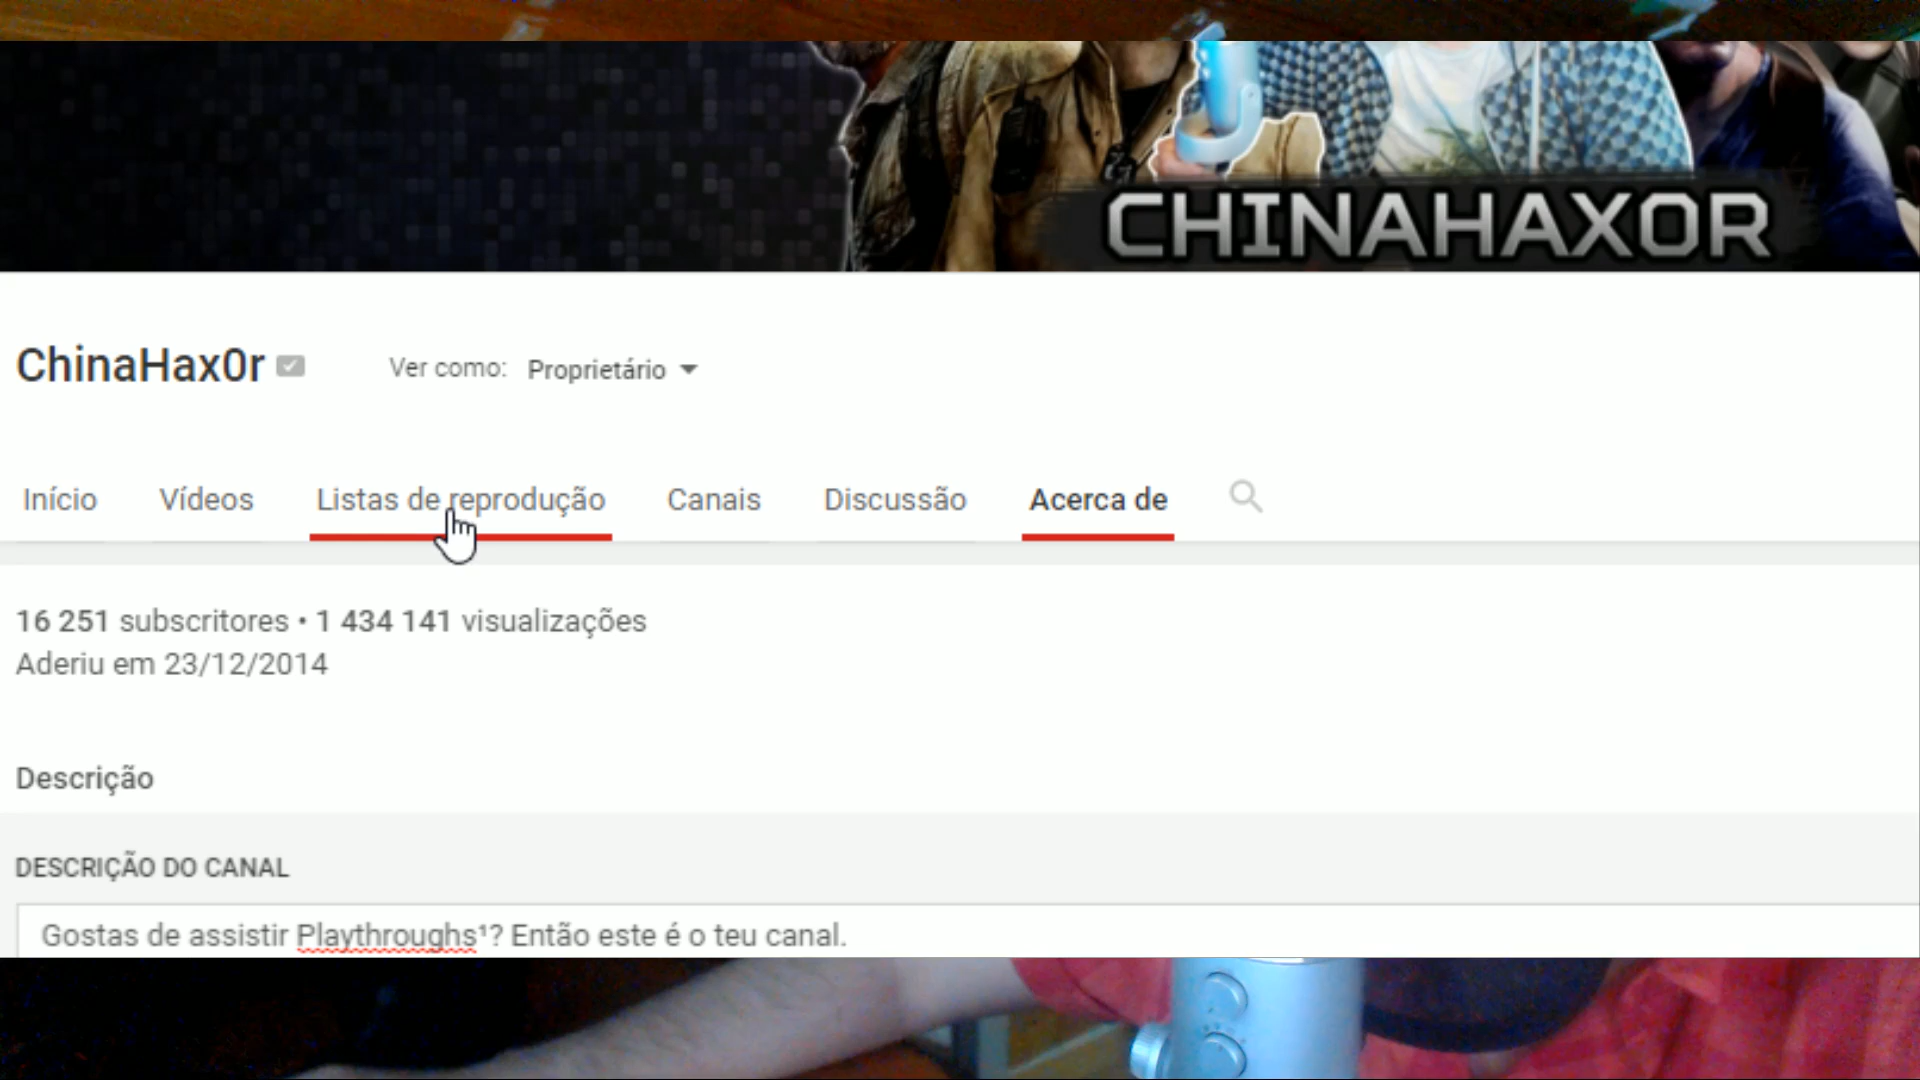 CHINAHAXOR
ChinaHax0r
Ver como: Proprietário
Início Vídeos Listas de reprodução Canais Discussão Acerca de
16 251 subscritores • 1 434 141 visualizações
Aderiu em 23/12/2014
Descrição
DESCRIÇÃO DO CANAL
Gostas de assistir Playthroughs¹? Então este é o teu canal.